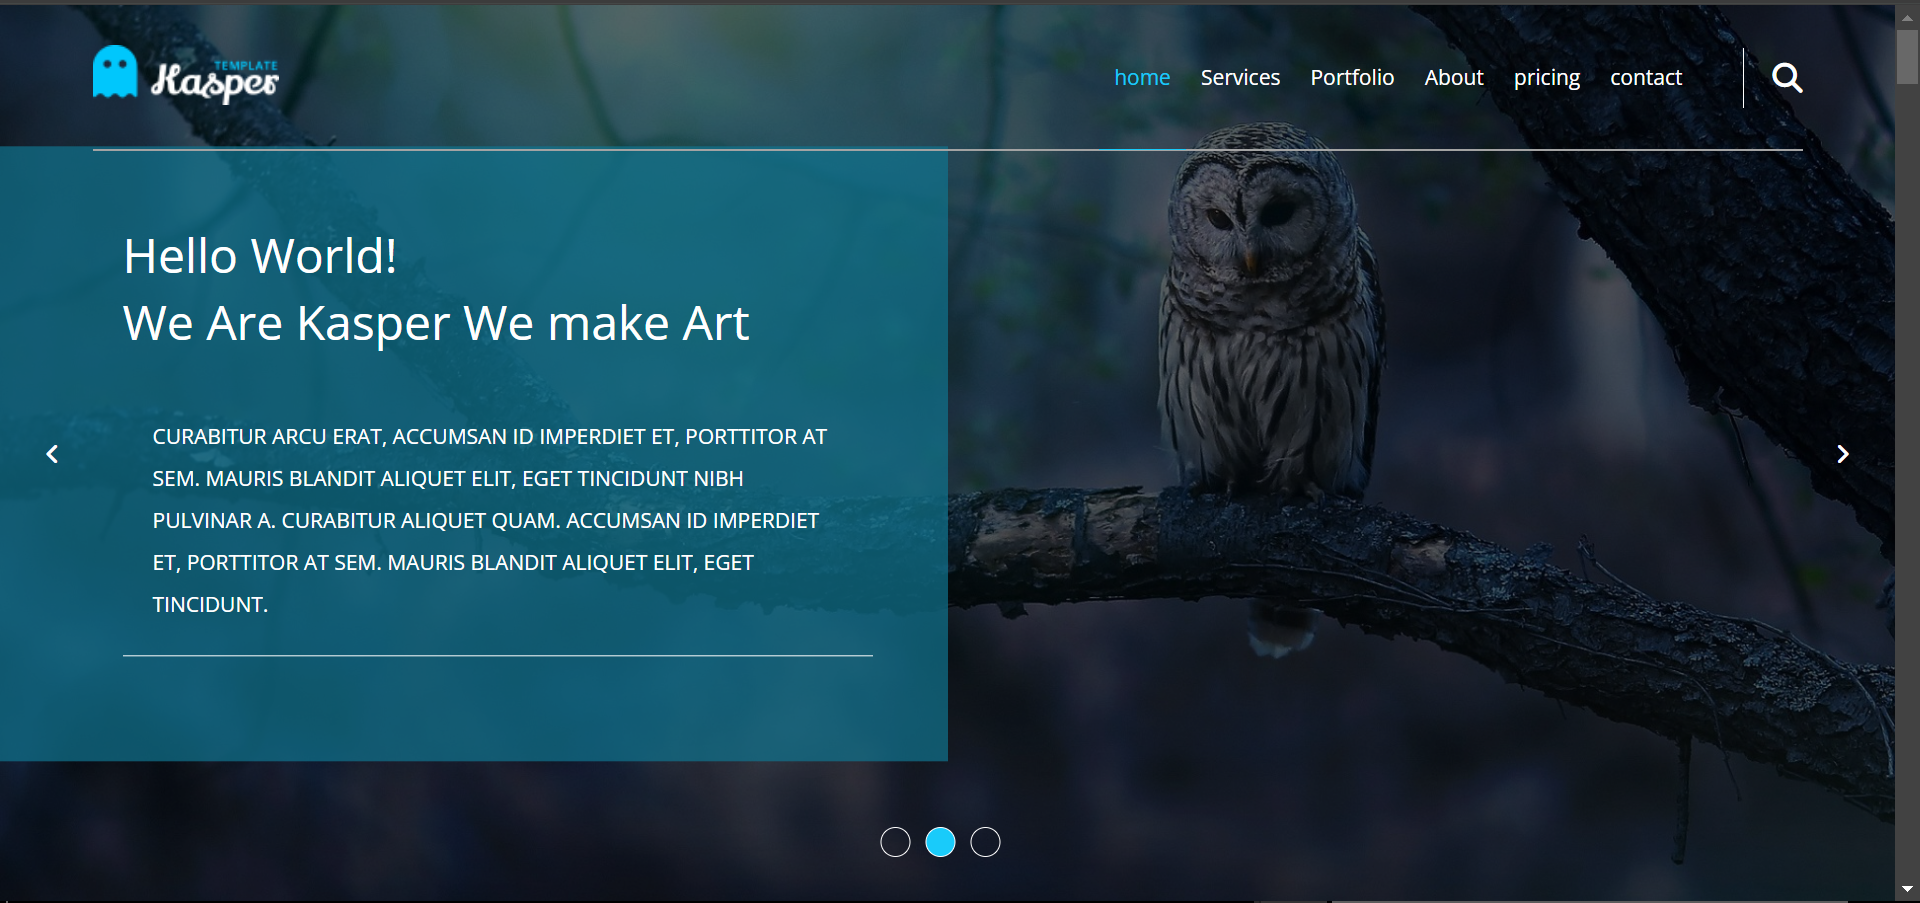 TEMPLATE
Kasper
home Services Portfolio About pricing contact
Hello World!
We Are Kasper We make Art
CURABITUR ARCU ERAT, ACCUMSAN ID IMPERDIET ET, PORTTITOR AT
SEM. MAURIS BLANDIT ALIQUET ELIT, EGET TINCIDUNT NIBH
PULVINAR A. CURABITUR ALIQUET QUAM. ACCUMSAN ID IMPERDIET
ET, PORTTITOR AT SEM. MAURIS BLANDIT ALIQUET ELIT, EGET
TINCIDUNT.